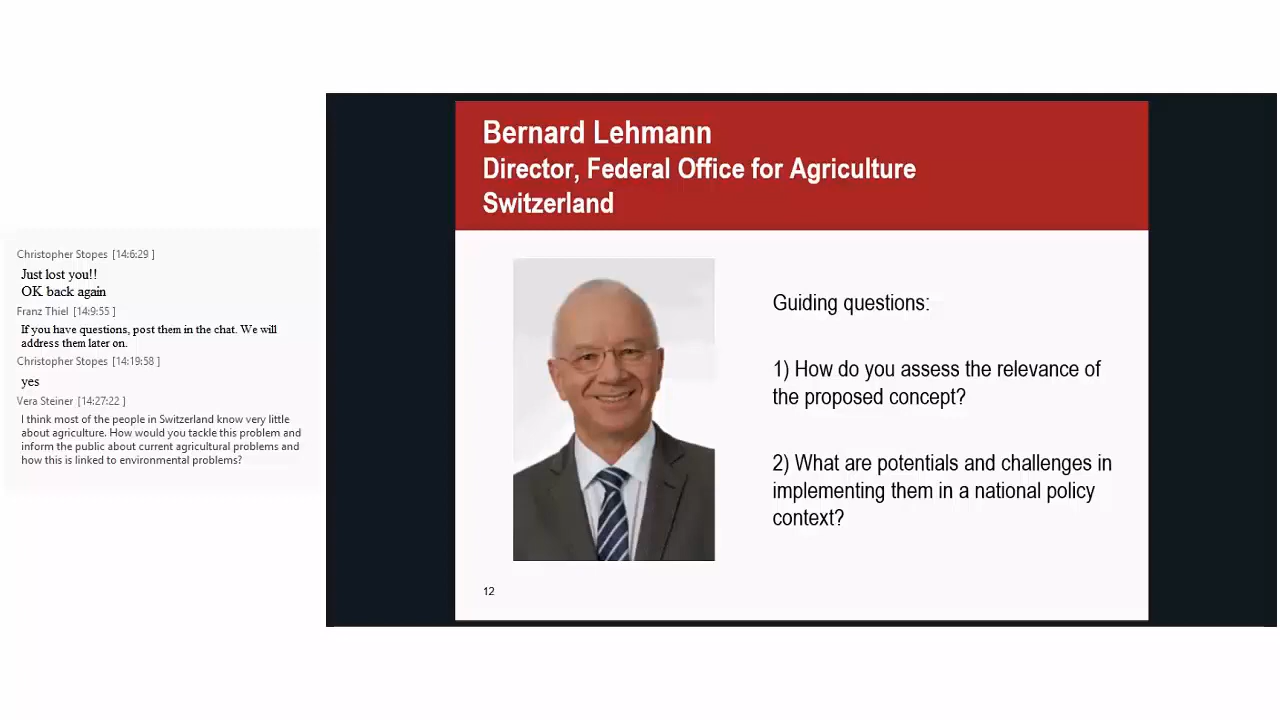 Christopher Stopes [14:6:29 ]
Just lost you!!
OK back again
Franz Thiel [14:9:55 ]
If you have questions, post them in the chat. We will
address them later on.
Christopher Stopes [14:19:58 ]
yes
Vera Steiner [14:27:22 ]
I think most of the people in Switzerland know very little
about agriculture. How would you tackle this problem and
inform the public about current agricultural problems and
how this is linked to environmental problems?
Bernard Lehmann
Director, Federal Office for Agriculture
Switzerland
Guiding questions:
1) How do you assess the relevance of
the proposed concept?
2) What are potentials and challenges in
implementing them in a national policy
context?
12